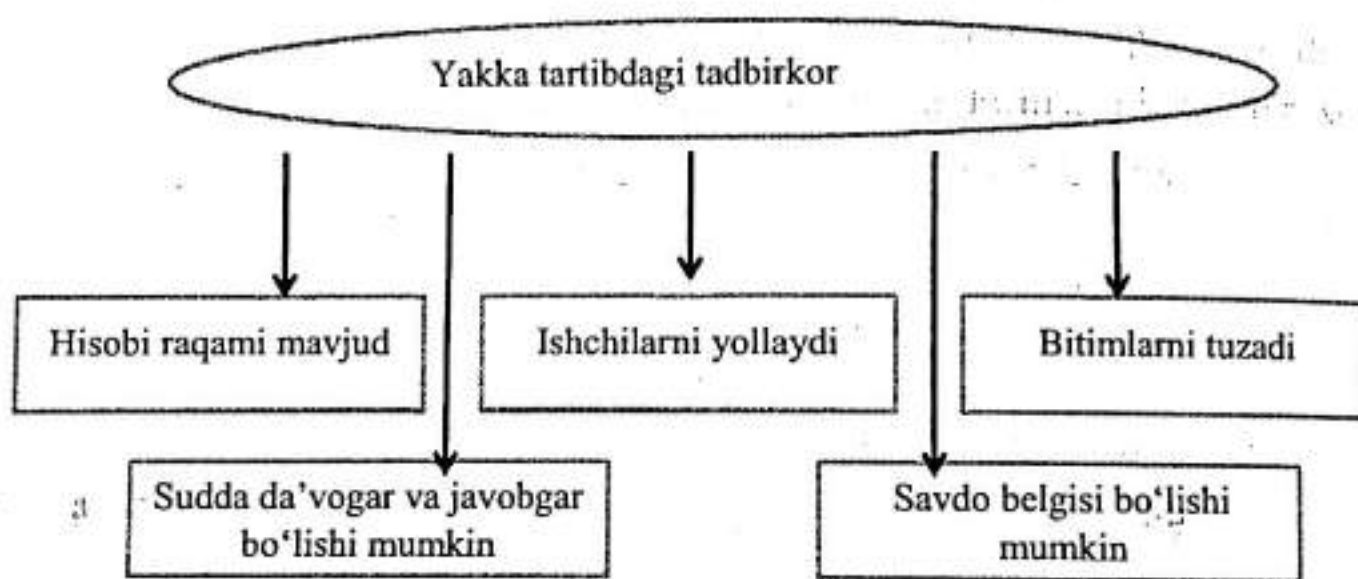 Yakka tartibdagi tadbirkor
Hisobi raqami mavjud
Ishchilarni yollaydi
Bitimlarni tuzadi
Sudda da’vogar va javobgar
bo‘lishi mumkin
Savdo belgisi bo‘lishi
mumkin